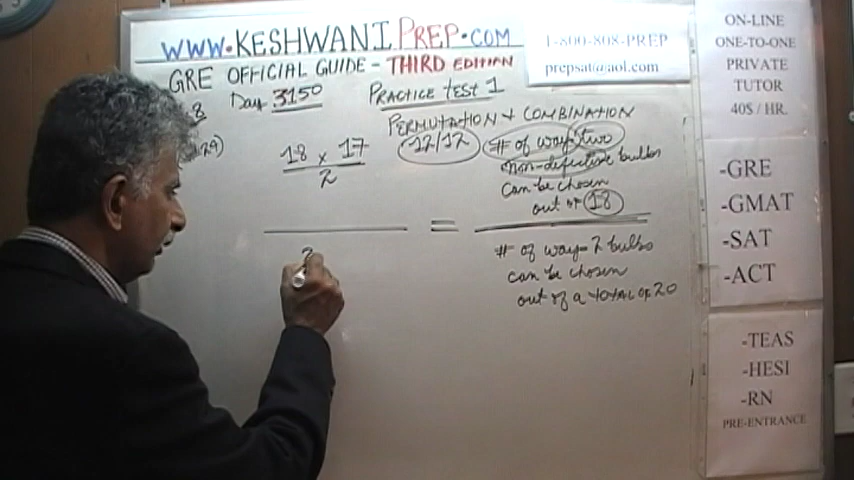 WWW.KESHWANIPREP.COM
1-800-808-PREP
prepsat@aol.com
GRE OFFICIAL GUIDE - THIRD EDITION
8 Day 3150 PRACTICE TEST 1
PERMUTATION & COMBINATION
12/12
# of ways two
non-defective bulbs
can be chosen
out of 18
18 x 17
2
=
# of ways 2 bulbs
can be chosen
out of a TOTAL OF 20
2
ON-LINE
ONE-TO-ONE
PRIVATE
TUTOR
40$ / HR.
-GRE
-GMAT
-SAT
-ACT
-TEAS
-HESI
-RN
PRE-ENTRANCE